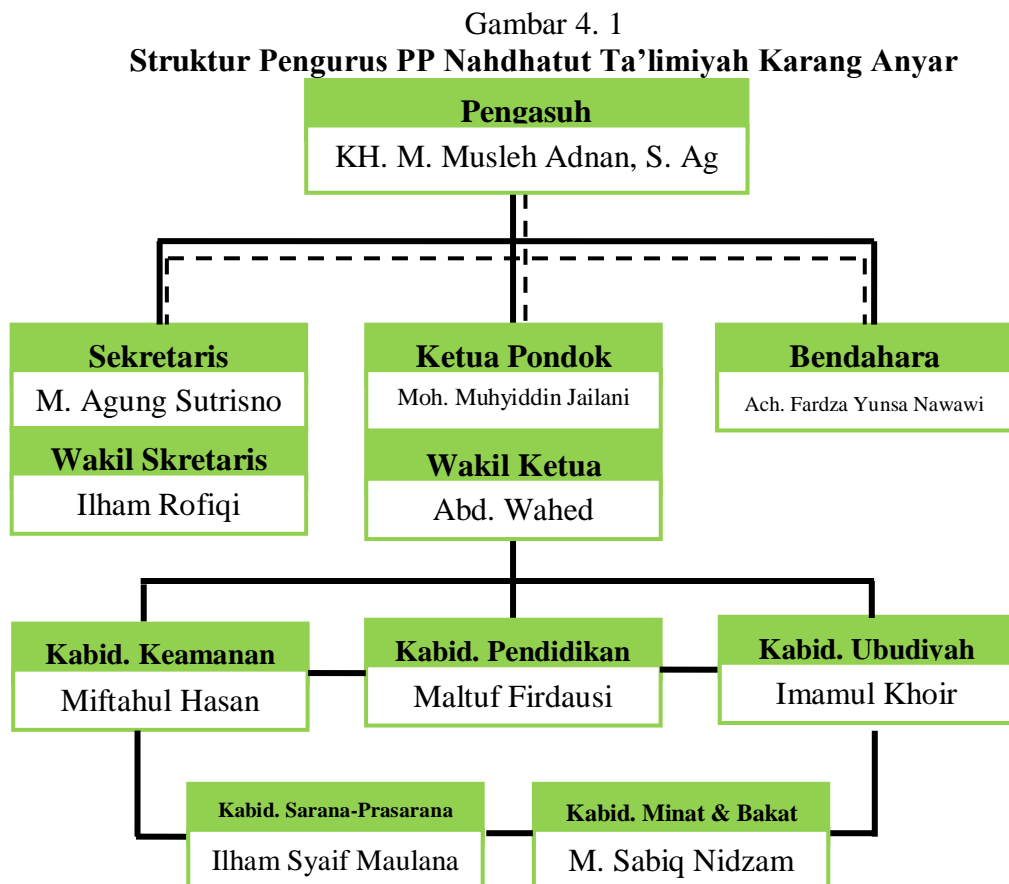 Gambar 4. 1
Struktur Pengurus PP Nahdhatut Ta’limiyah Karang Anyar
Pengasuh
KH. M. Musleh Adnan, S. Ag
Sekretaris
M. Agung Sutrisno
Wakil Skretaris
Ilham Rofiqi
Ketua Pondok
Moh. Muhyiddin Jailani
Wakil Ketua
Abd. Wahed
Bendahara
Ach. Fardza Yunsa Nawawi
Kabid. Keamanan
Miftahul Hasan
Kabid. Pendidikan
Maltuf Firdausi
Kabid. Ubudiyah
Imamul Khoir
Kabid. Sarana-Prasarana
Ilham Syaif Maulana
Kabid. Minat & Bakat
M. Sabiq Nidzam